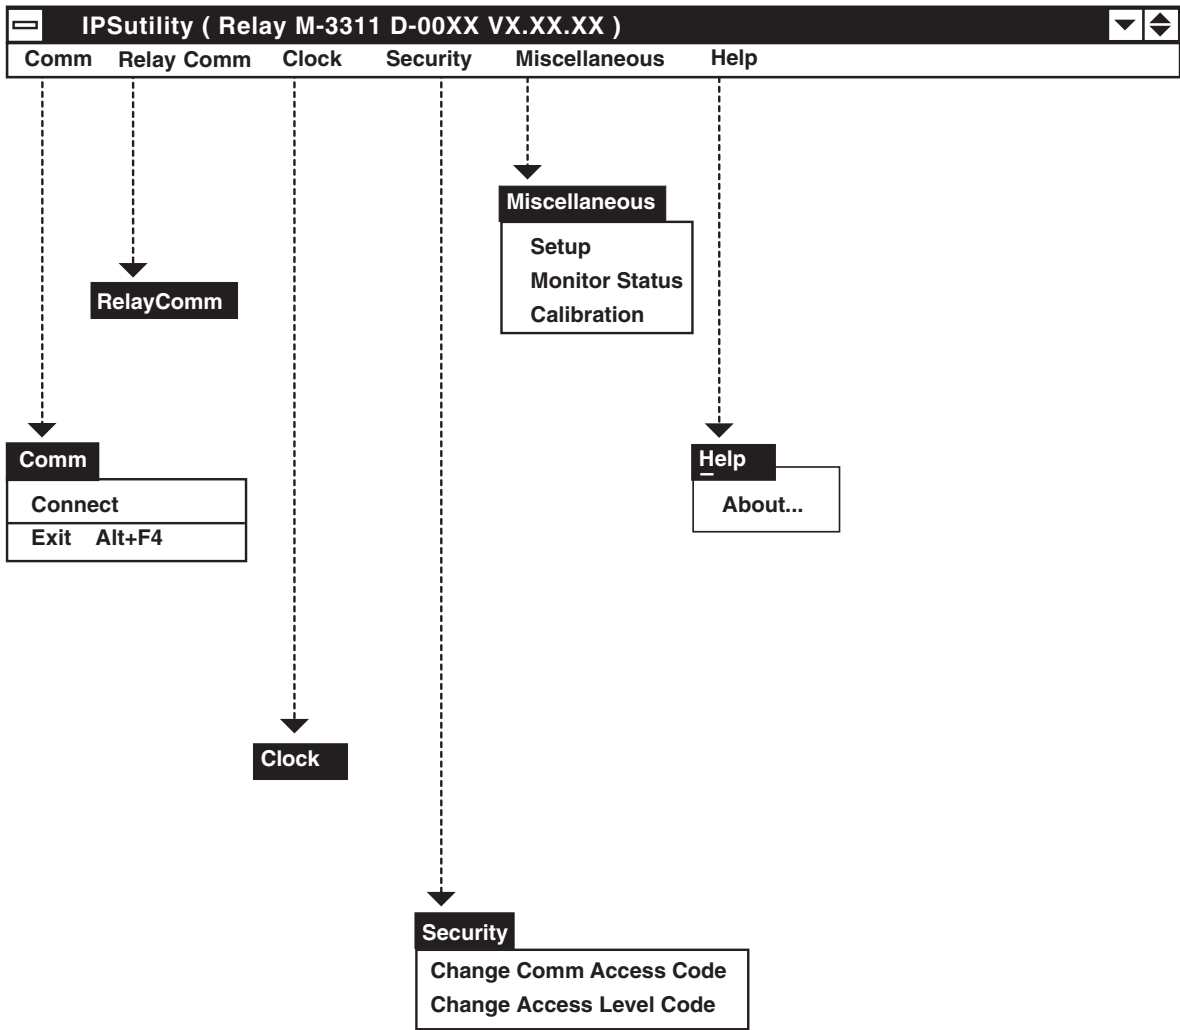 IPSutility ( Relay M-3311 D-00XX VX.XX.XX )
Comm Relay Comm Clock Security Miscellaneous Help
Miscellaneous
Setup
Monitor Status
Calibration
RelayComm
Comm
Connect
Exit Alt+F4
Help
About...
Clock
Security
Change Comm Access Code
Change Access Level Code